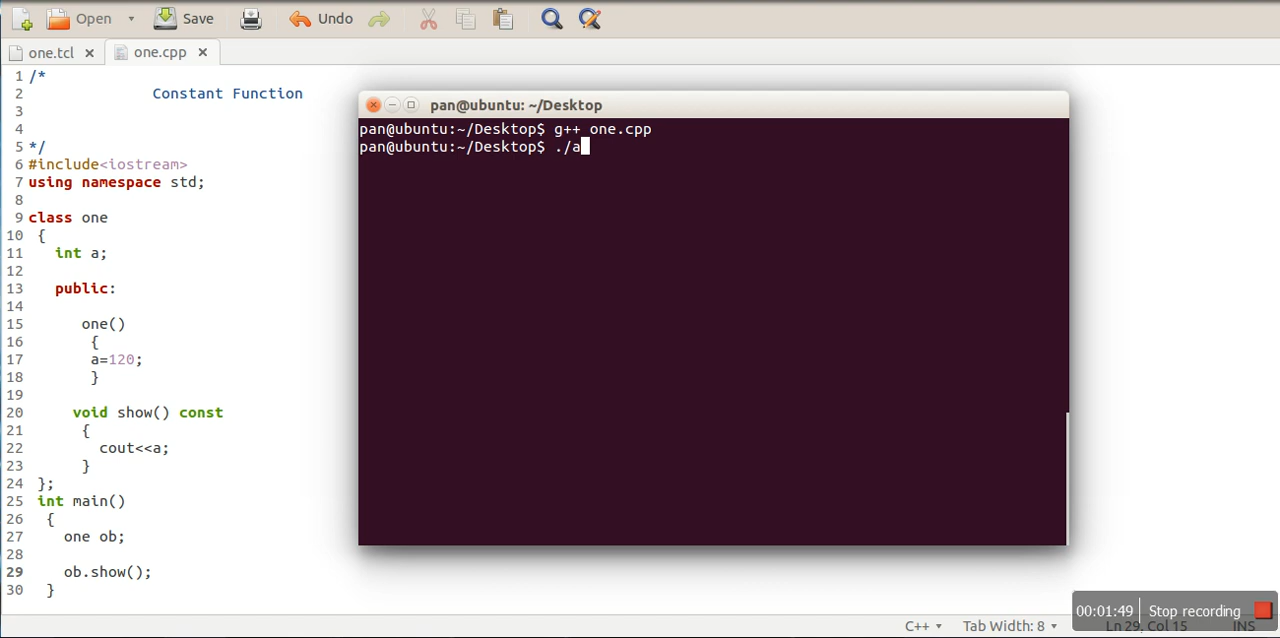 Open Save Undo
one.tcl one.cpp
1 /*
2 Constant Function
3
4
5 */
6 #include<iostream>
7 using namespace std;
8
9 class one
10 {
11 int a;
12
13 public:
14
15 one()
16 {
17 a=120;
18 }
19
20 void show() const
21 {
22 cout<<a;
23 }
24 };
25 int main()
26 {
27 one ob;
28
29 ob.show();
30 }
pan@ubuntu: ~/Desktop
pan@ubuntu:~/Desktop$ g++ one.cpp
pan@ubuntu:~/Desktop$ ./a
00:01:49 Stop recording
C++ Tab Width: 8 Ln 29, Col 15 INS